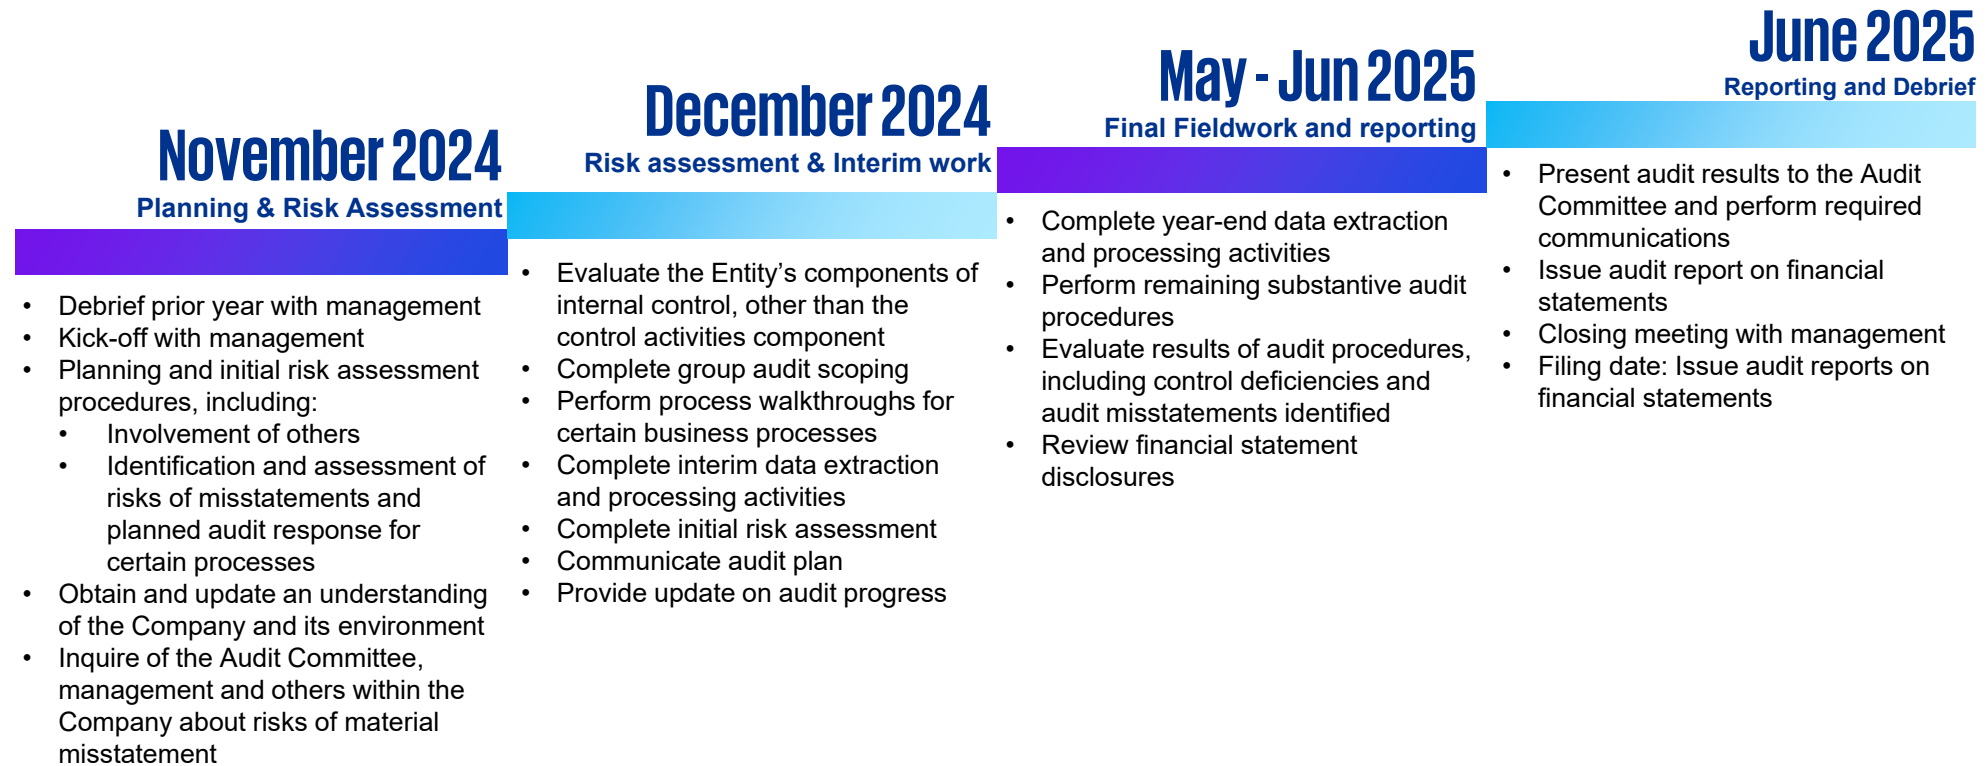 November 2024
Planning & Risk Assessment
• Debrief prior year with management
• Kick-off with management
• Planning and initial risk assessment
procedures, including:
• Involvement of others
• Identification and assessment of
risks of misstatements and
planned audit response for
certain processes
• Obtain and update an understanding
of the Company and its environment
• Inquire of the Audit Committee,
management and others within the
Company about risks of material
misstatement
December 2024
Risk assessment & Interim work
• Evaluate the Entity’s components of
internal control, other than the
control activities component
• Complete group audit scoping
• Perform process walkthroughs for
certain business processes
• Complete interim data extraction
and processing activities
• Complete initial risk assessment
• Communicate audit plan
• Provide update on audit progress
May - Jun 2025
Final Fieldwork and reporting
• Complete year-end data extraction
and processing activities
• Perform remaining substantive audit
procedures
• Evaluate results of audit procedures,
including control deficiencies and
audit misstatements identified
• Review financial statement
disclosures
June 2025
Reporting and Debrief
• Present audit results to the Audit
Committee and perform required
communications
• Issue audit report on financial
statements
• Closing meeting with management
• Filing date: Issue audit reports on
financial statements